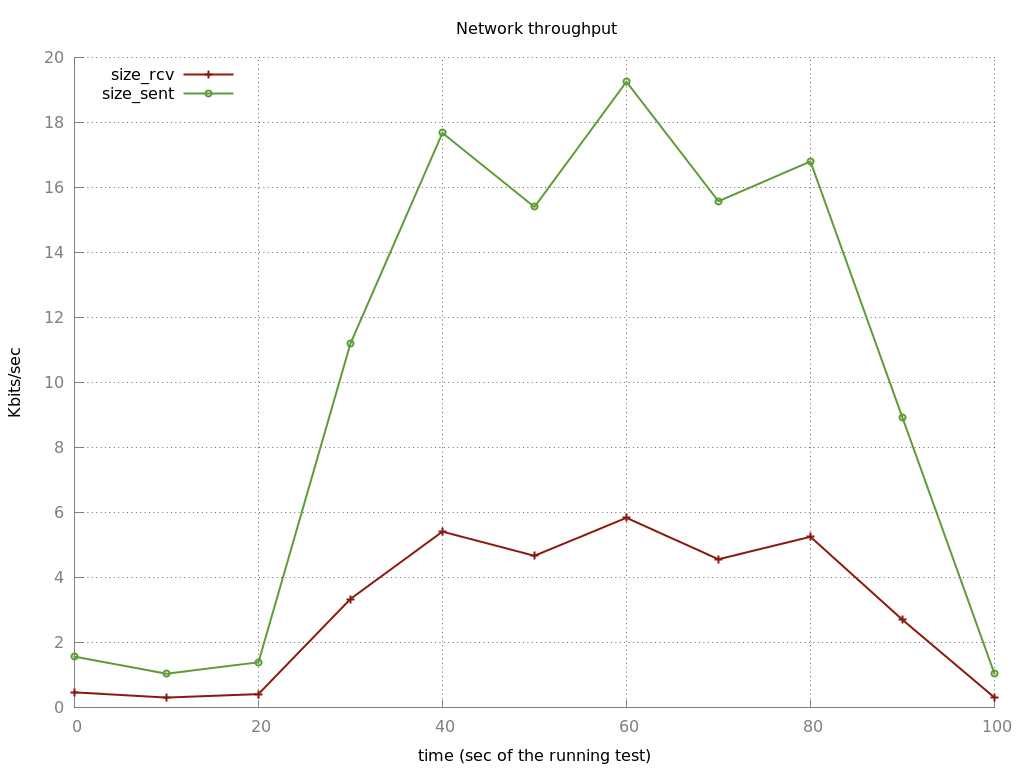 Network throughput
size_rcv
size_sent
20
18
16
14
12
10
8
6
4
2
0
Kbits/sec
0 20 40 60 80 100
time (sec of the running test)